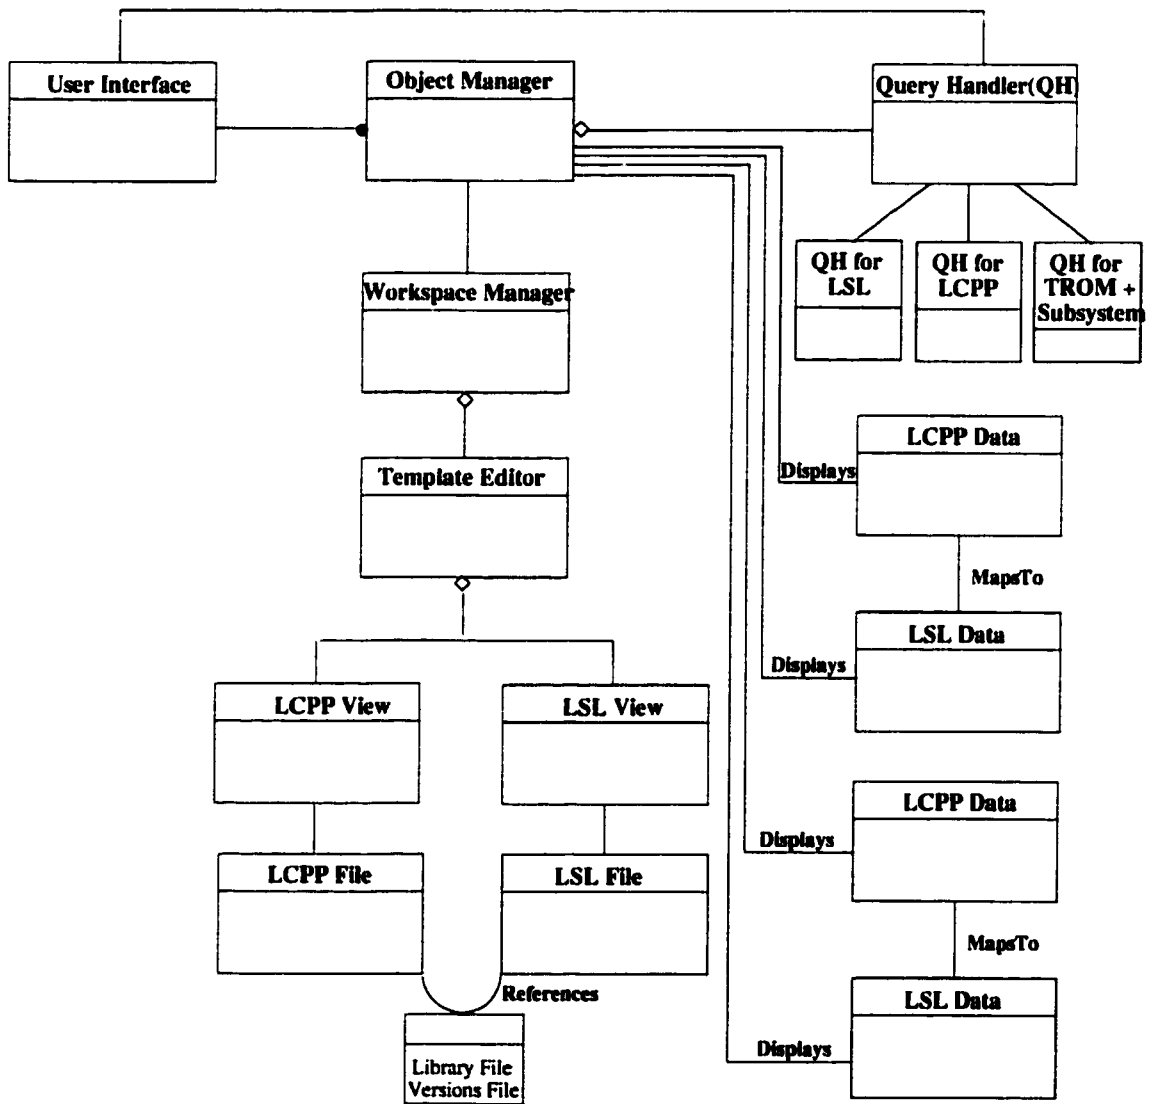 User Interface
Object Manager
Query Handler(QH)
QH for
LSL
QH for
LCPP
QH for
TROM +
Subsystem
Workspace Manager
LCPP Data
Displays
Template Editor
MapsTo
LSL Data
Displays
LCPP View
LSL View
LCPP Data
Displays
LCPP File
LSL File
MapsTo
References
LSL Data
Displays
Library File
Versions File